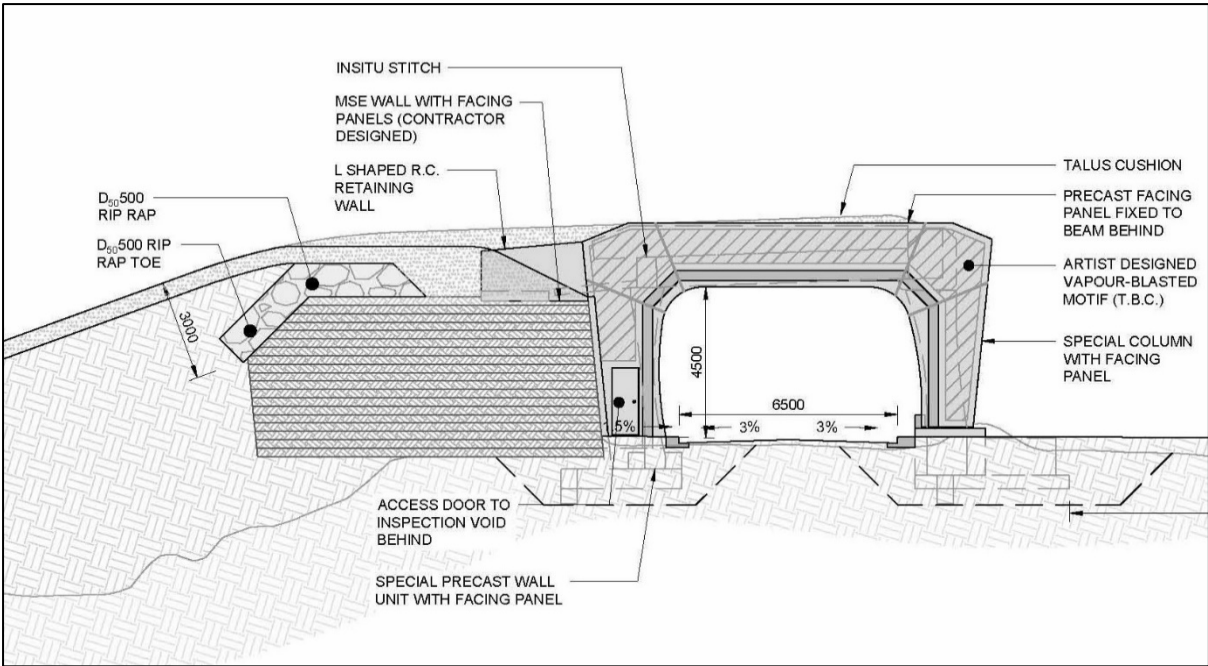 INSITU STITCH
MSE WALL WITH FACING
PANELS (CONTRACTOR
DESIGNED)
L SHAPED R.C.
RETAINING
WALL
D₅₀500
RIP RAP
D₅₀500 RIP
RAP TOE
3000
TALUS CUSHION
PRECAST FACING
PANEL FIXED TO
BEAM BEHIND
ARTIST DESIGNED
VAPOUR-BLASTED
MOTIF (T.B.C.)
SPECIAL COLUMN
WITH FACING
PANEL
4500
6500
5%
3%
3%
ACCESS DOOR TO
INSPECTION VOID
BEHIND
SPECIAL PRECAST WALL
UNIT WITH FACING PANEL